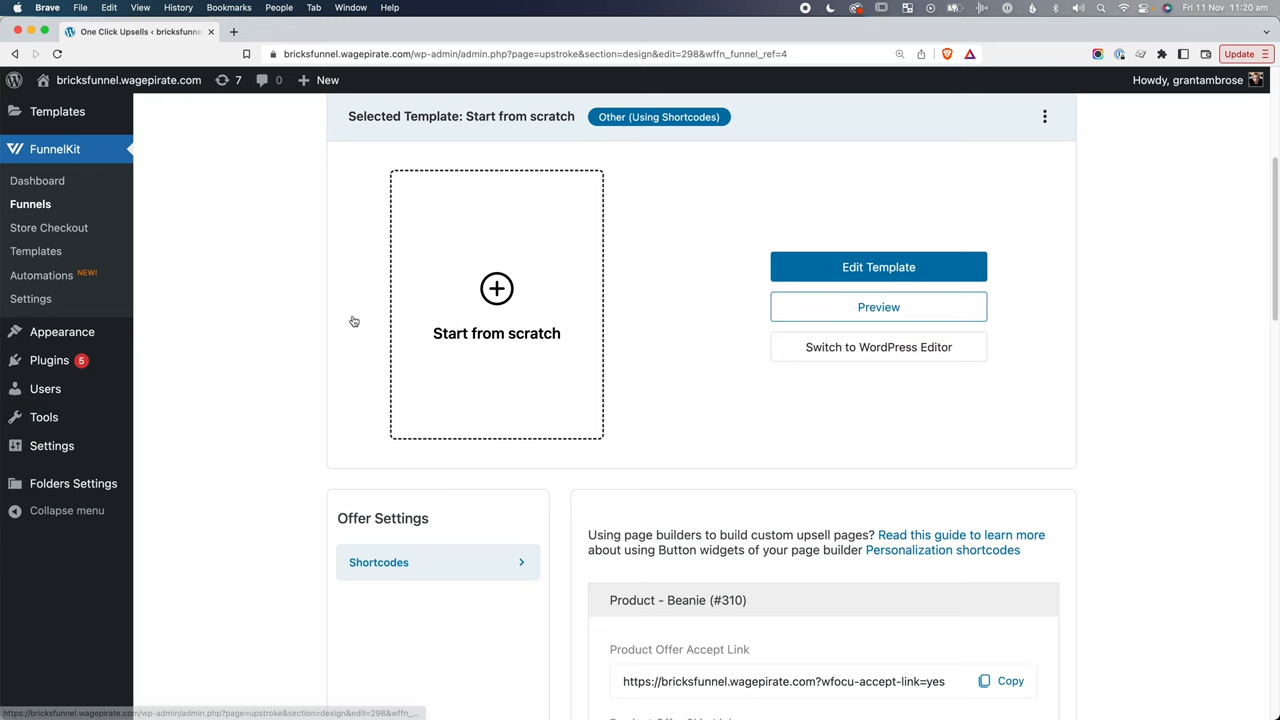 Brave File Edit View History Bookmarks People Tab Window Help Fri 11 Nov 11:20 am
One Click Upsells ‹ bricksfunn
bricksfunnel.wagepirate.com/wp-admin/admin.php?page=upstroke&section=design&edit=298&wffn_funnel_ref=4 Update
bricksfunnel.wagepirate.com 7 0 New Howdy, grantambrose
Templates
FunnelKit
Dashboard
Funnels
Store Checkout
Templates
Automations NEW!
Settings
Appearance
Plugins 5
Users
Tools
Settings
Folders Settings
Collapse menu
Selected Template: Start from scratch Other (Using Shortcodes)
Start from scratch
Edit Template
Preview
Switch to WordPress Editor
Offer Settings
Shortcodes
Using page builders to build custom upsell pages? Read this guide to learn more
about using Button widgets of your page builder Personalization shortcodes
Product - Beanie (#310)
Product Offer Accept Link
https://bricksfunnel.wagepirate.com?wfocu-accept-link=yes Copy
https://bricksfunnel.wagepirate.com/wp-admin/admin.php?page=upstroke&section=design&edit=298&wffn_...